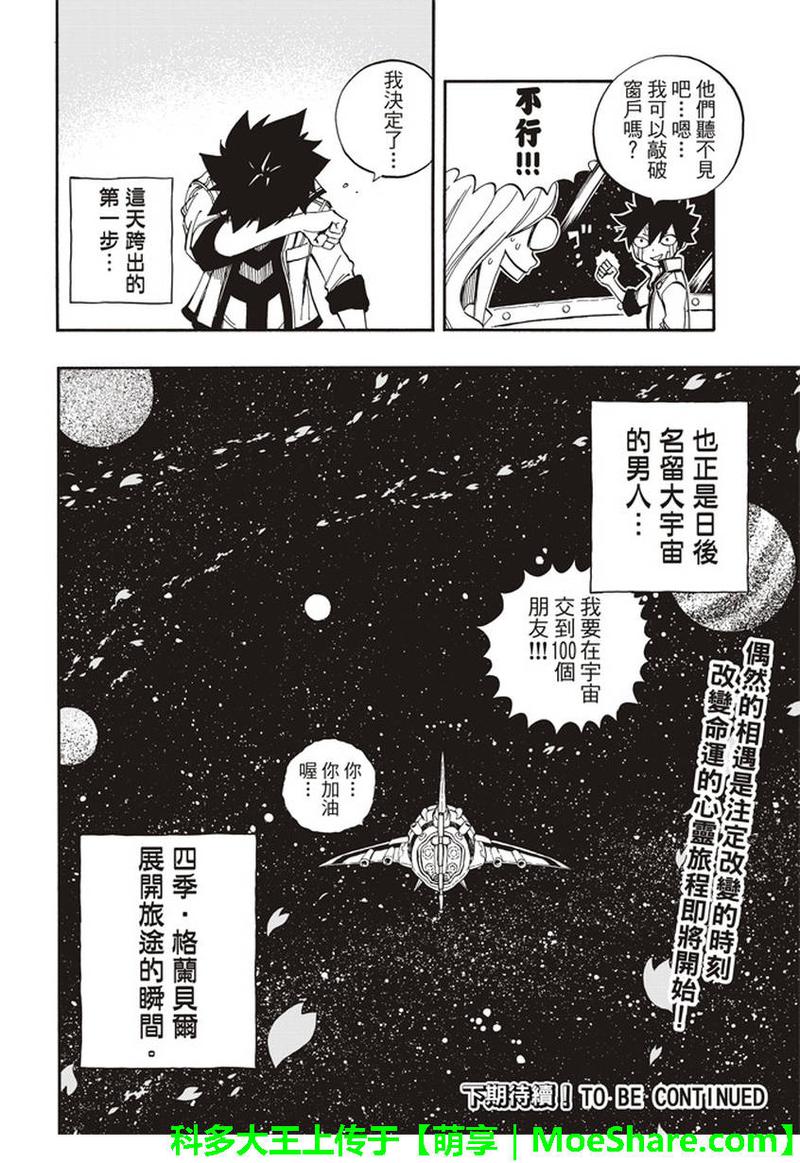 他們聽不見
吧…嗯…
我可以敲破
窗戶嗎？
不行!!!
ゴ
我決定了…
這天跨出的
第一步…
也正是日後
名留大宇宙
的男人…
我要在宇宙
交到100個
朋友!!!
你…
你加油
喔…
偶然的相遇是注定改變的時刻
改變命運的心靈旅程即將開始！
四季・格蘭貝爾
展開旅途的瞬間。
下期待續！TO BE CONTINUED
科多大王上传于【萌享｜MoeShare.com】